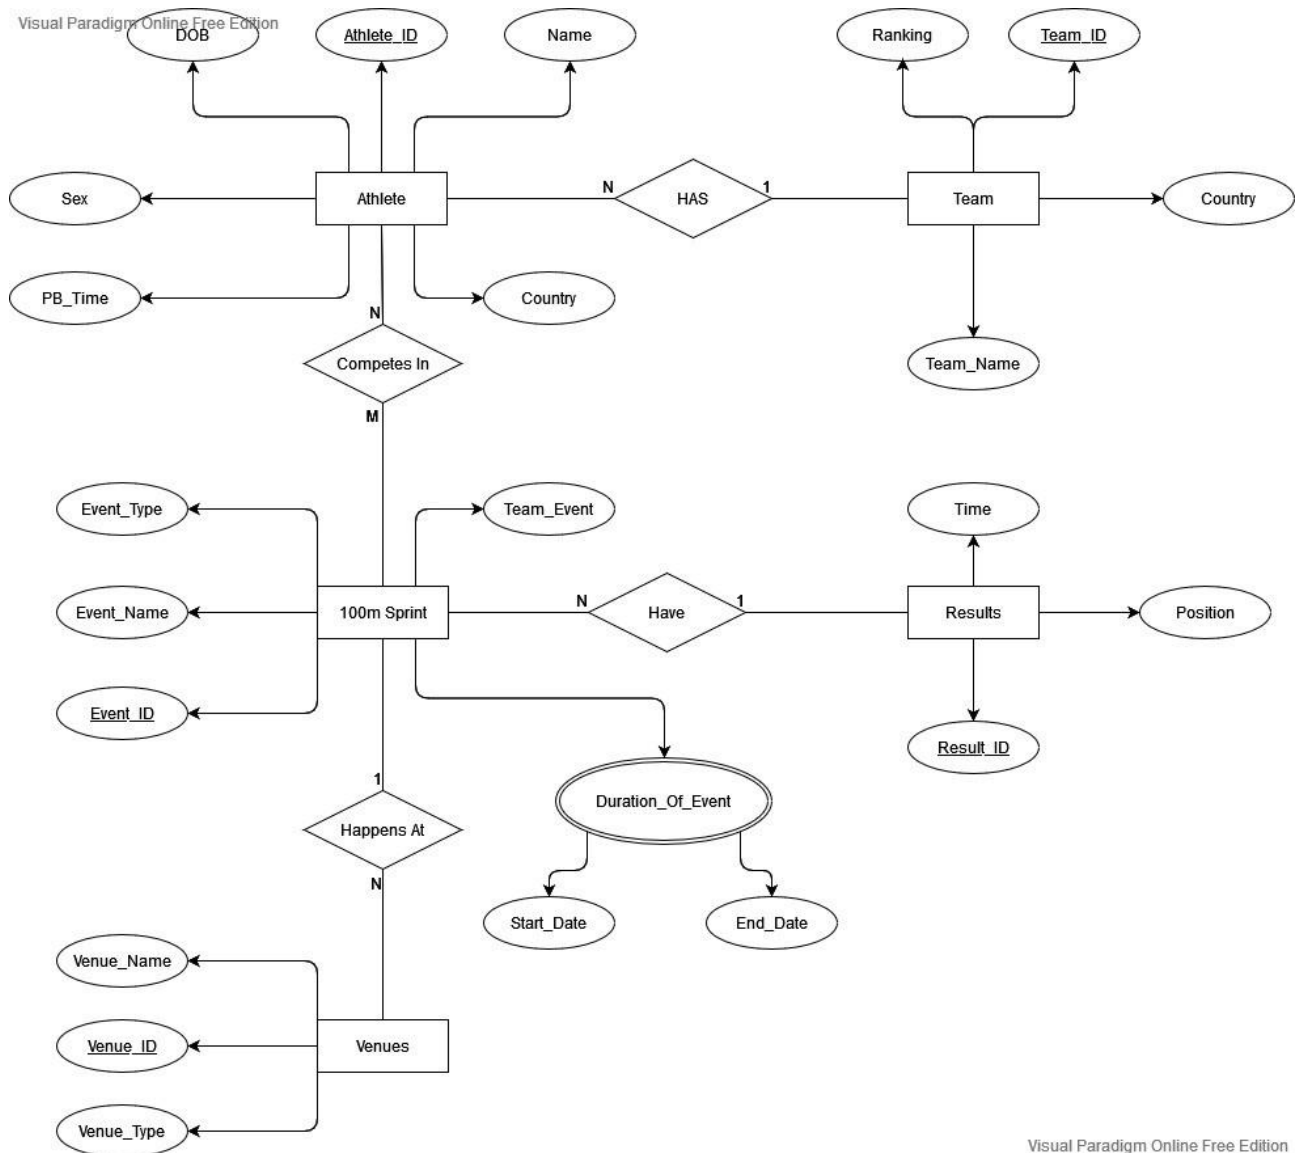 Visual Paradigm Online Free Edition
DOB
Athlete_ID
Name
Ranking
Team_ID
Sex
Athlete
N
HAS
1
Team
Country
PB_Time
Country
N
Competes In
M
Team_Name
Event_Type
Team_Event
Time
Event_Name
100m Sprint
N
Have
1
Results
Position
Event_ID
Result_ID
1
Happens At
N
Duration_Of_Event
Start_Date
End_Date
Venue_Name
Venue_ID
Venues
Venue_Type
Visual Paradigm Online Free Edition